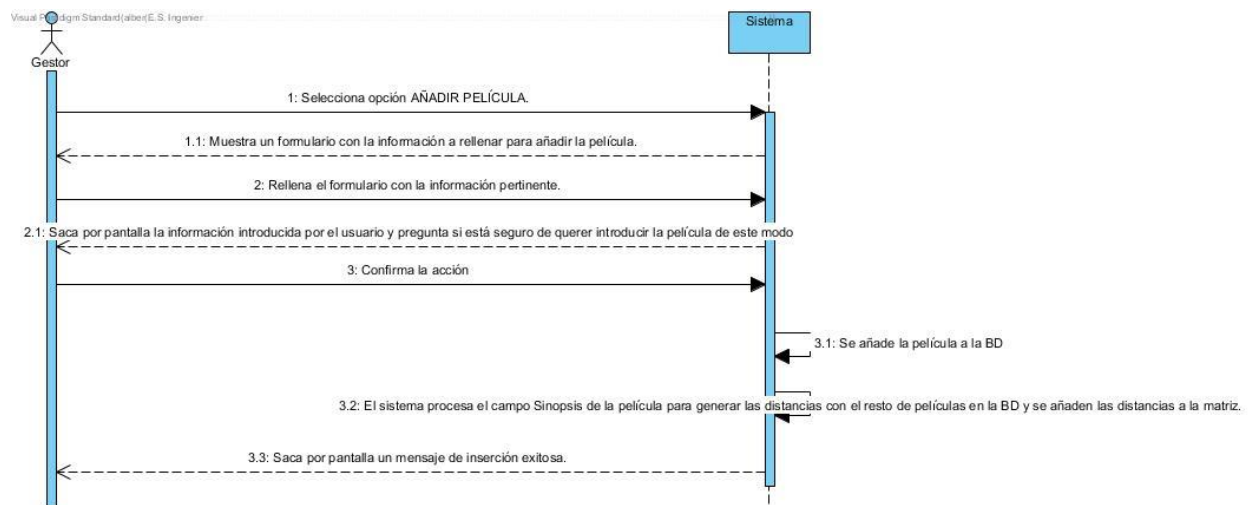 Visual Paradigm Standard(alber(E.S. Ingenier
Sistema
Gestor
1: Selecciona opción AÑADIR PELÍCULA.
1.1: Muestra un formulario con la información a rellenar para añadir la película.
2: Rellena el formulario con la información pertinente.
2.1: Saca por pantalla la información introducida por el usuario y pregunta si está seguro de querer introducir la película de este modo
3: Confirma la acción
3.1: Se añade la película a la BD
3.2: El sistema procesa el campo Sinopsis de la película para generar las distancias con el resto de películas en la BD y se añaden las distancias a la matriz.
3.3: Saca por pantalla un mensaje de inserción exitosa.